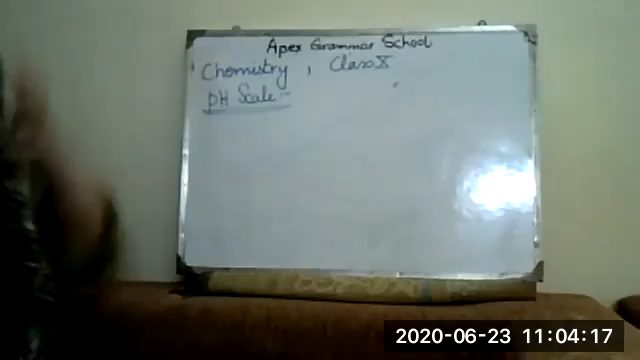 Apex Grammar School
Chemistry , Class X
pH Scale:-
2020-06-23 11:04:17